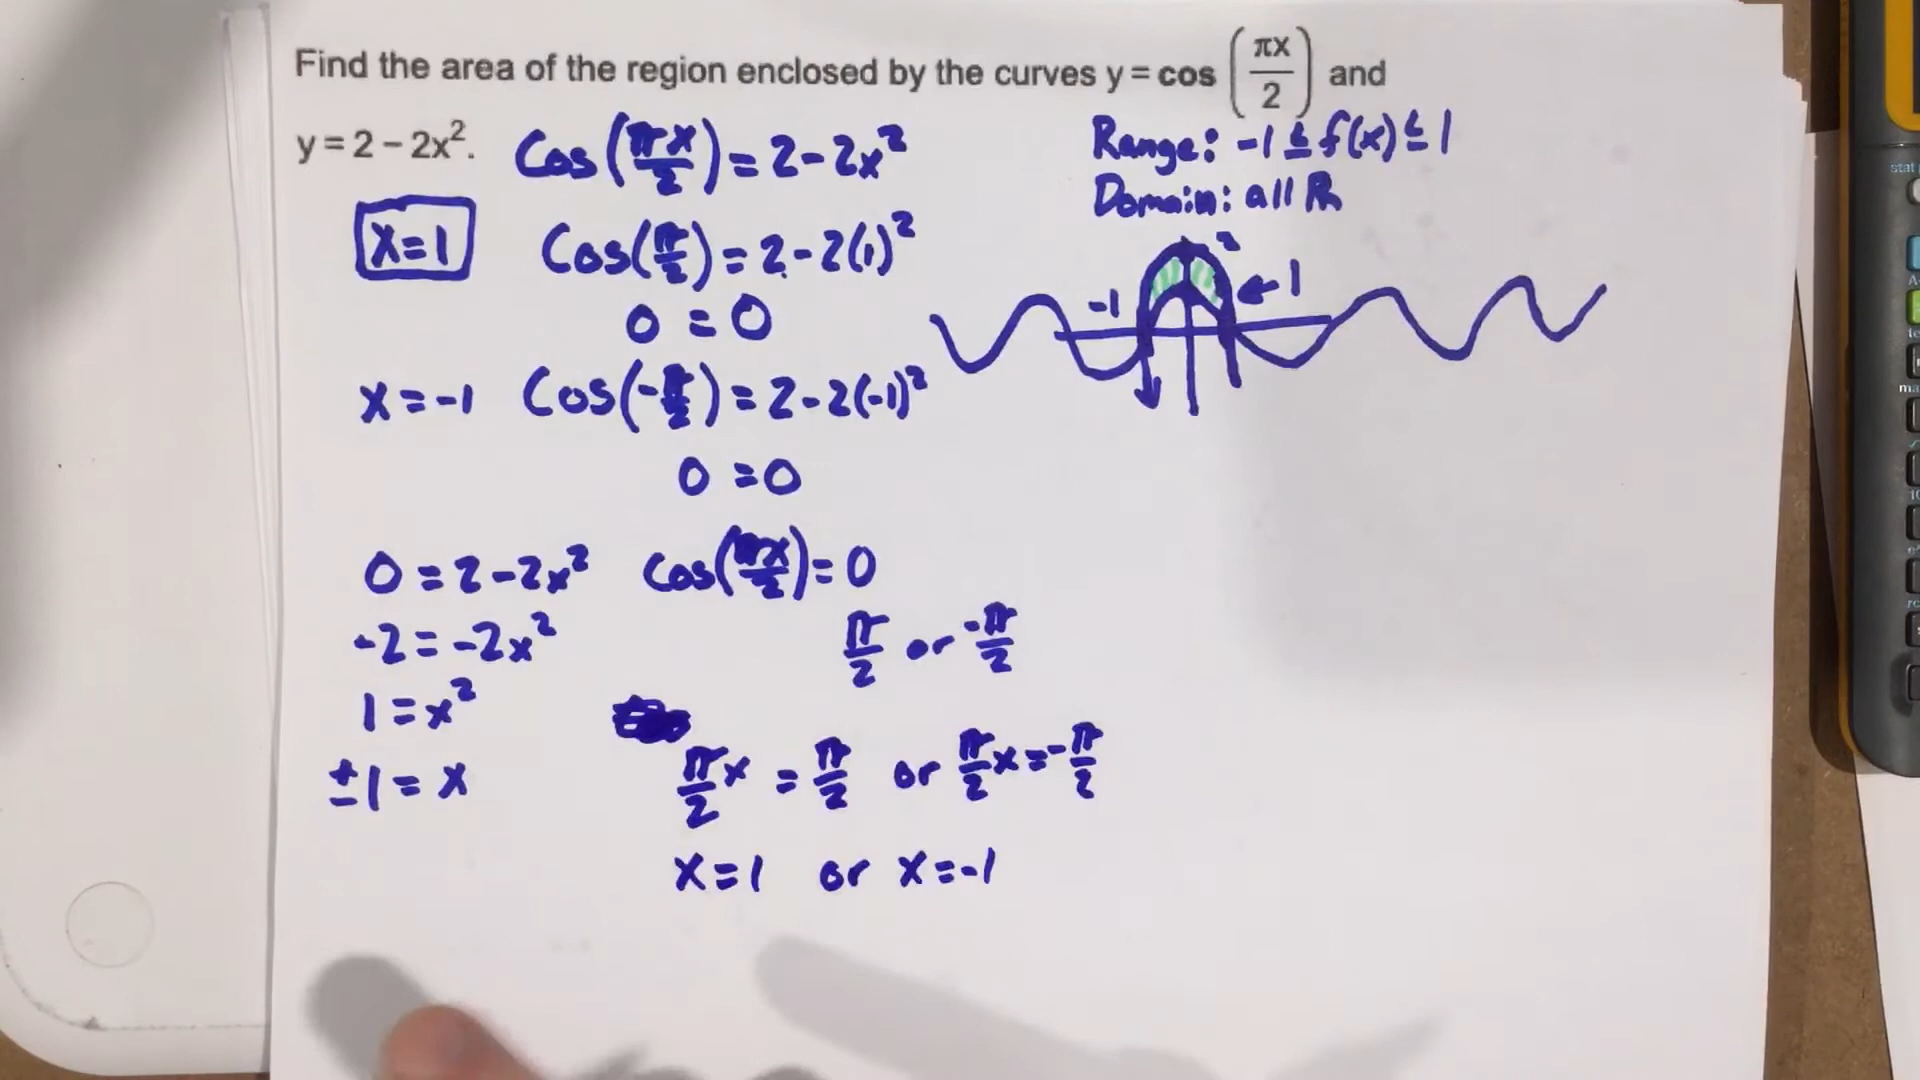 Find the area of the region enclosed by the curves y = cos (πx/2) and
y = 2 − 2x².
Cos(πx/2) = 2-2x²
Range: -1 ≤ f(x) ≤ 1
Domain: all R
x=1
Cos(π/2) = 2-2(1)²
0 = 0
x = -1
Cos(-π/2) = 2-2(-1)²
0 = 0
2
-1
← 1
0 = 2-2x²
-2 = -2x²
1 = x²
±1 = x
Cos(πx/2) = 0
π/2 or -π/2
π/2 x = π/2 or π/2 x = -π/2
x=1 or x=-1
stat